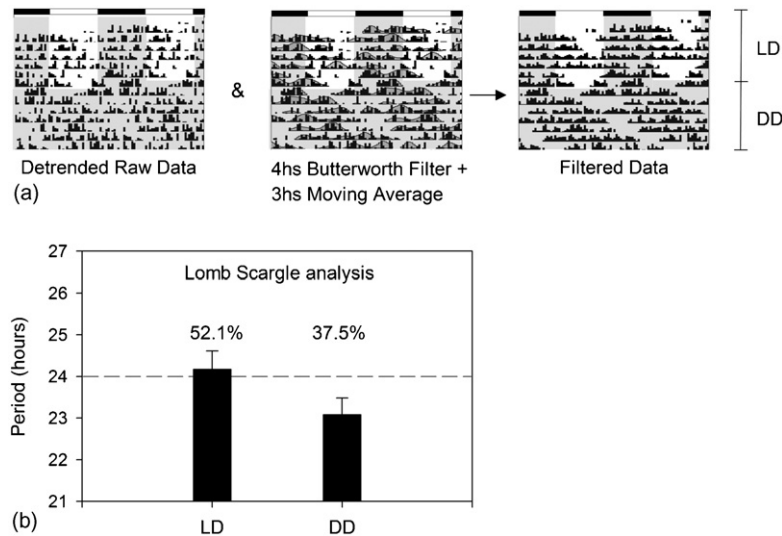 LD
DD
&
Detrended Raw Data
4hs Butterworth Filter +
3hs Moving Average
Filtered Data
(a)
27
26
25
24
23
22
21
Period (hours)
Lomb Scargle analysis
52.1%
37.5%
LD
DD
(b)